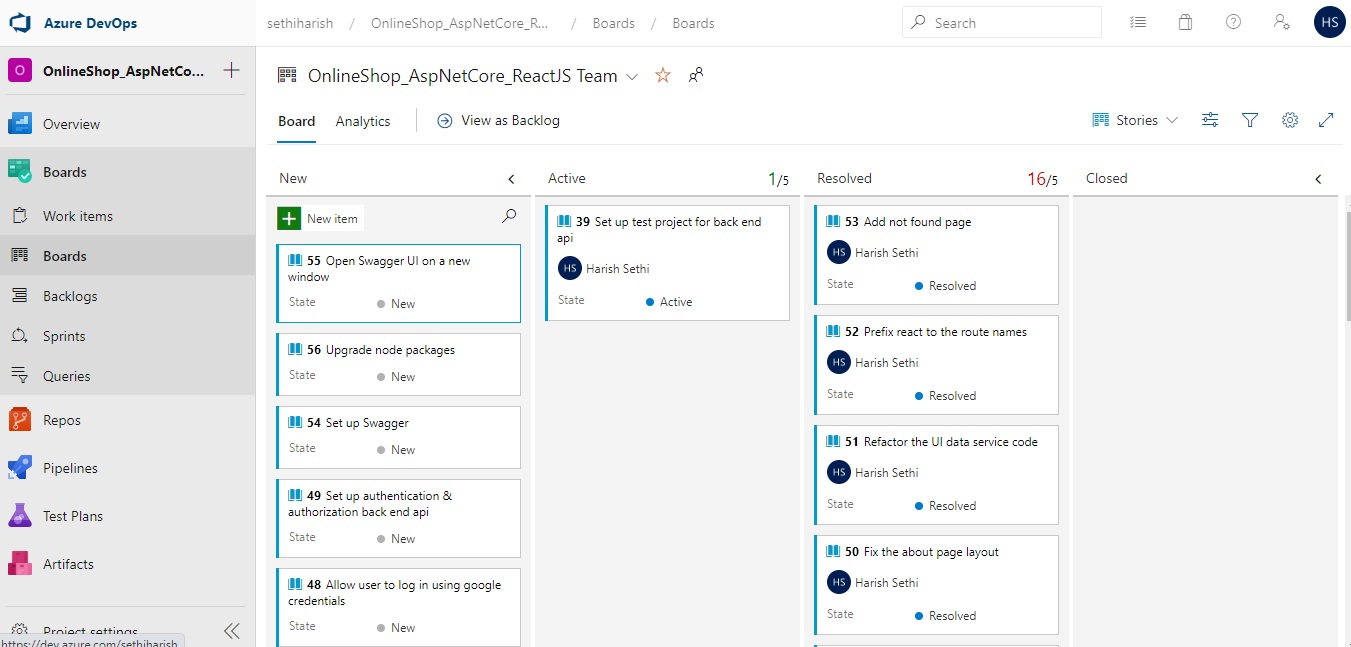 Azure DevOps
sethiharish / OnlineShop_AspNetCore_R... / Boards / Boards
Search
HS
O OnlineShop_AspNetCo...
Overview
Boards
Work items
Boards
Backlogs
Sprints
Queries
Repos
Pipelines
Test Plans
Artifacts
Project settings
https://dev.azure.com/sethiharish
OnlineShop_AspNetCore_ReactJS Team
Board Analytics View as Backlog
Stories
New
New item
55 Open Swagger UI on a new
window
State New
56 Upgrade node packages
State New
54 Set up Swagger
State New
49 Set up authentication &
authorization back end api
State New
48 Allow user to log in using google
credentials
State New
Active 1/5
39 Set up test project for back end
api
HS Harish Sethi
State Active
Resolved 16/5
53 Add not found page
HS Harish Sethi
State Resolved
52 Prefix react to the route names
HS Harish Sethi
State Resolved
51 Refactor the UI data service code
HS Harish Sethi
State Resolved
50 Fix the about page layout
HS Harish Sethi
State Resolved
Closed